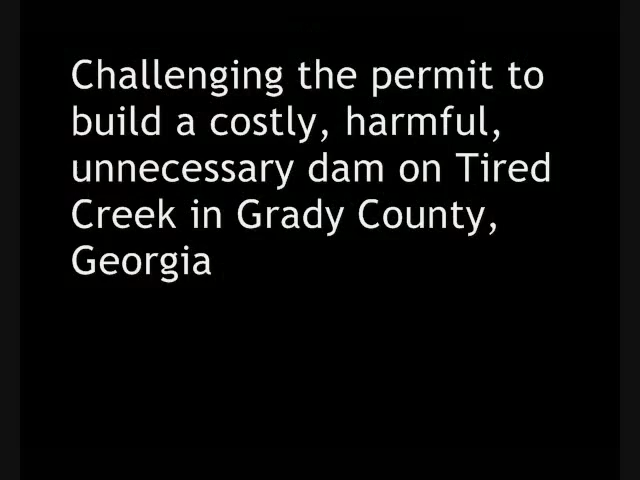 Challenging the permit to
build a costly, harmful,
unnecessary dam on Tired
Creek in Grady County,
Georgia